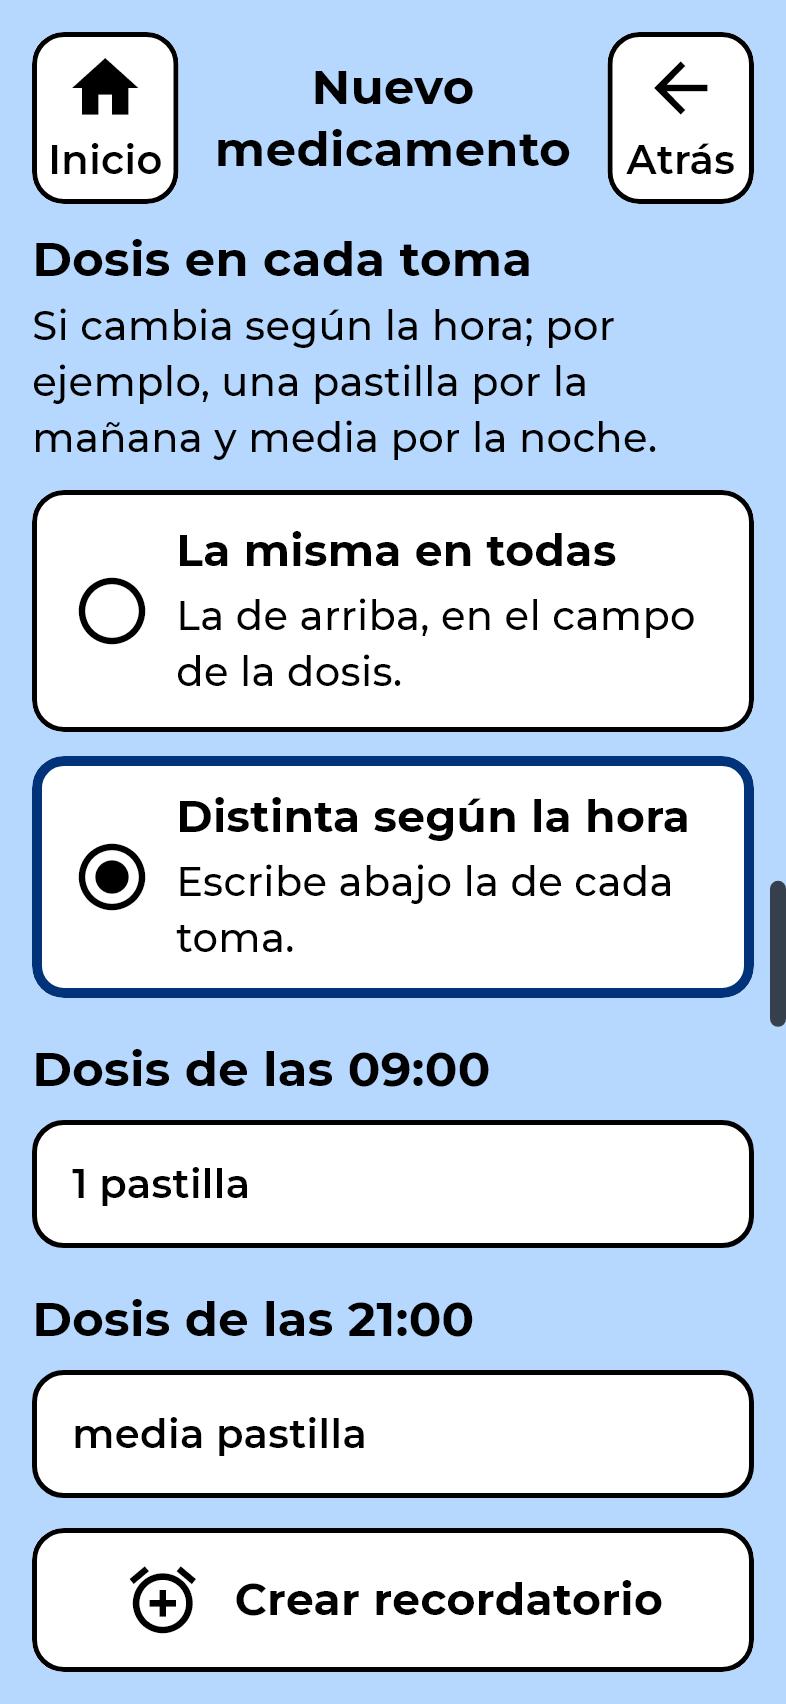 Inicio
Nuevo
medicamento
Atrás
Dosis en cada toma
Si cambia según la hora; por
ejemplo, una pastilla por la
mañana y media por la noche.
La misma en todas
La de arriba, en el campo
de la dosis.
Distinta según la hora
Escribe abajo la de cada
toma.
Dosis de las 09:00
1 pastilla
Dosis de las 21:00
media pastilla
Crear recordatorio